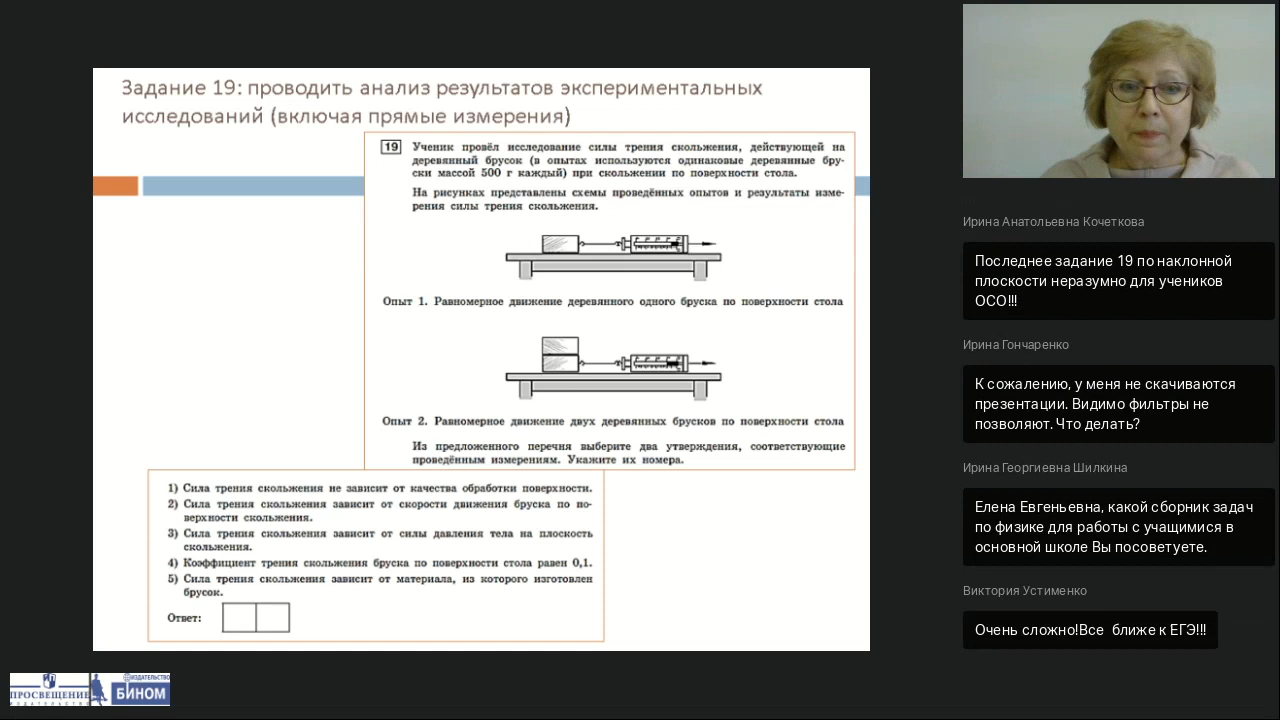 Задание 19: проводить анализ результатов экспериментальных
исследований (включая прямые измерения)
19 Ученик провёл исследование силы трения скольжения, действующей на
деревянный брусок (в опытах используются одинаковые деревянные бру-
ски массой 500 г каждый) при скольжении по поверхности стола.
На рисунках представлены схемы проведённых опытов и результаты изме-
рения силы трения скольжения.
Опыт 1. Равномерное движение деревянного одного бруска по поверхности стола
Опыт 2. Равномерное движение двух деревянных брусков по поверхности стола
Из предложенного перечня выберите два утверждения, соответствующие
проведённым измерениям. Укажите их номера.
1) Сила трения скольжения не зависит от качества обработки поверхности.
2) Сила трения скольжения зависит от скорости движения бруска по по-
верхности скольжения.
3) Сила трения скольжения зависит от силы давления тела на плоскость
скольжения.
4) Коэффициент трения скольжения бруска по поверхности стола равен 0,1.
5) Сила трения скольжения зависит от материала, из которого изготовлен
брусок.
Ответ:
ПРОСВЕЩЕНИЕ
ИЗДАТЕЛЬСТВО
ИЗДАТЕЛЬСТВО
БИНОМ
Ирина Анатольевна Кочеткова
Последнее задание 19 по наклонной
плоскости неразумно для учеников
ОСО!!!
Ирина Гончаренко
К сожалению, у меня не скачиваются
презентации. Видимо фильтры не
позволяют. Что делать?
Ирина Георгиевна Шилкина
Елена Евгеньевна, какой сборник задач
по физике для работы с учащимися в
основной школе Вы посоветуете.
Виктория Устименко
Очень сложно!Все ближе к ЕГЭ!!!